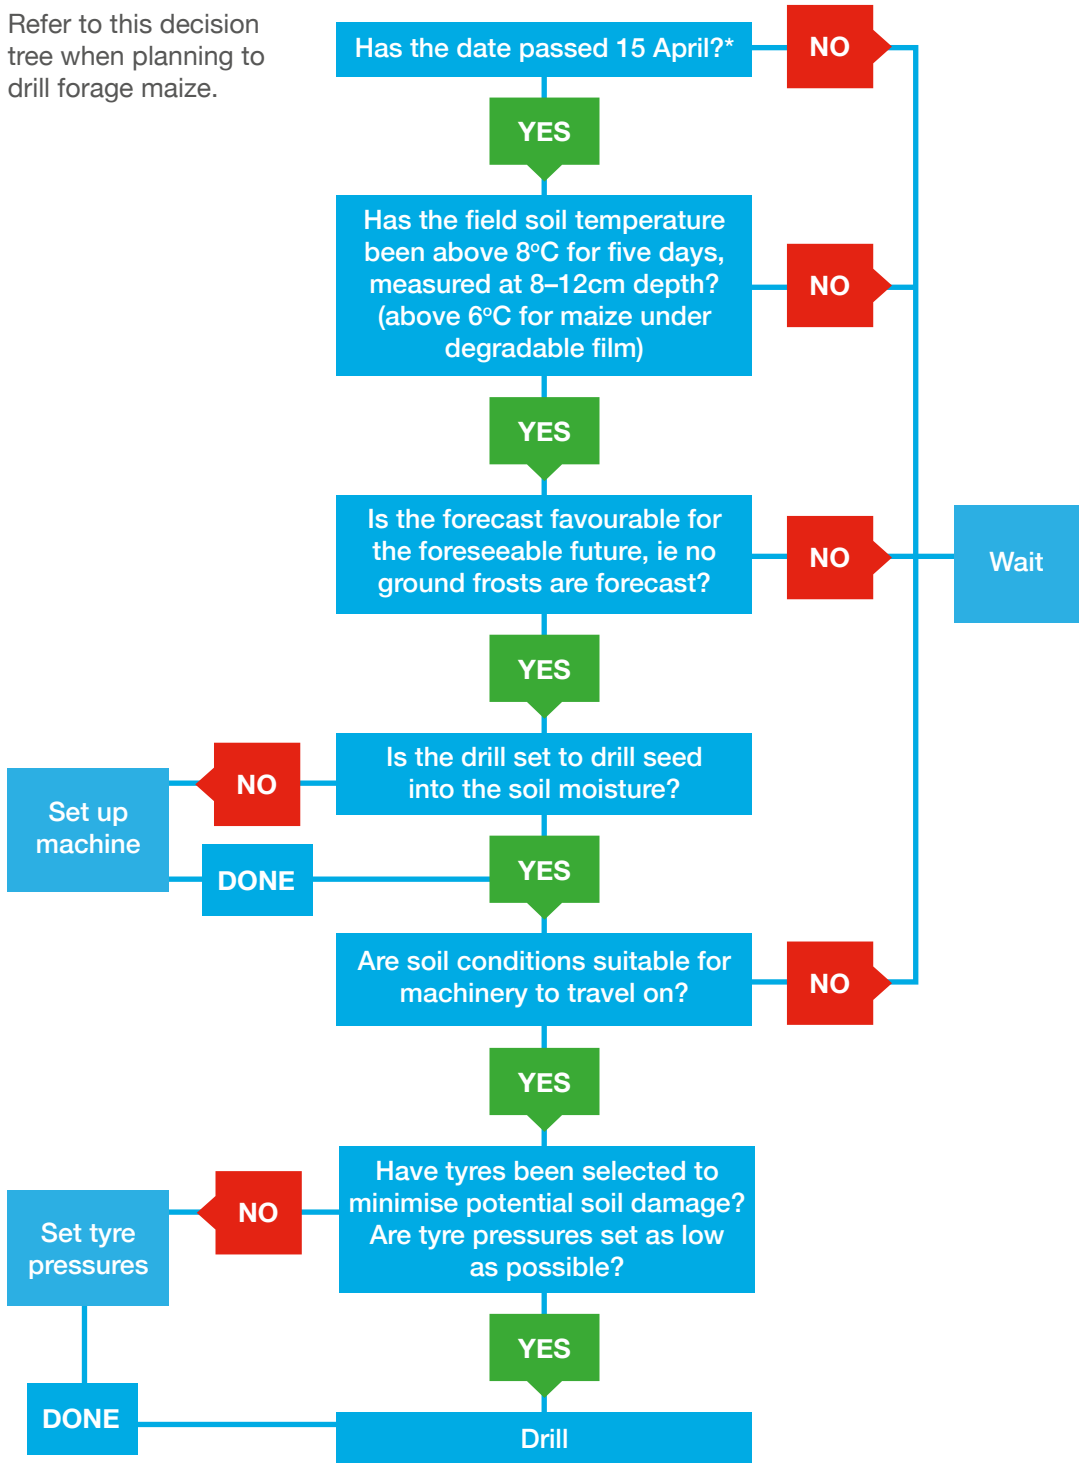 Refer to this decision
tree when planning to
drill forage maize.
Has the date passed 15 April?*
NO
YES
Has the field soil temperature
been above 8°C for five days,
measured at 8–12cm depth?
(above 6°C for maize under
degradable film)
NO
YES
Is the forecast favourable for
the foreseeable future, ie no
ground frosts are forecast?
NO
Wait
YES
Is the drill set to drill seed
into the soil moisture?
NO
Set up
machine
DONE
YES
Are soil conditions suitable for
machinery to travel on?
NO
YES
Have tyres been selected to
minimise potential soil damage?
Are tyre pressures set as low
as possible?
NO
Set tyre
pressures
YES
DONE
Drill